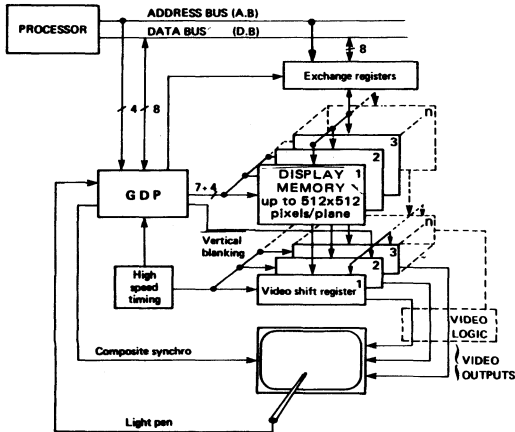 ADDRESS BUS (A.B)
PROCESSOR
DATA BUS (D.B)
8
Exchange registers
4
8
n
3
2
1
DISPLAY
MEMORY
up to 512x512
pixels/plane
GDP
7+4
n
3
2
1
Vertical
blanking
High
speed
timing
Video shift register
VIDEO
LOGIC
VIDEO
OUTPUTS
Composite synchro
Light pen